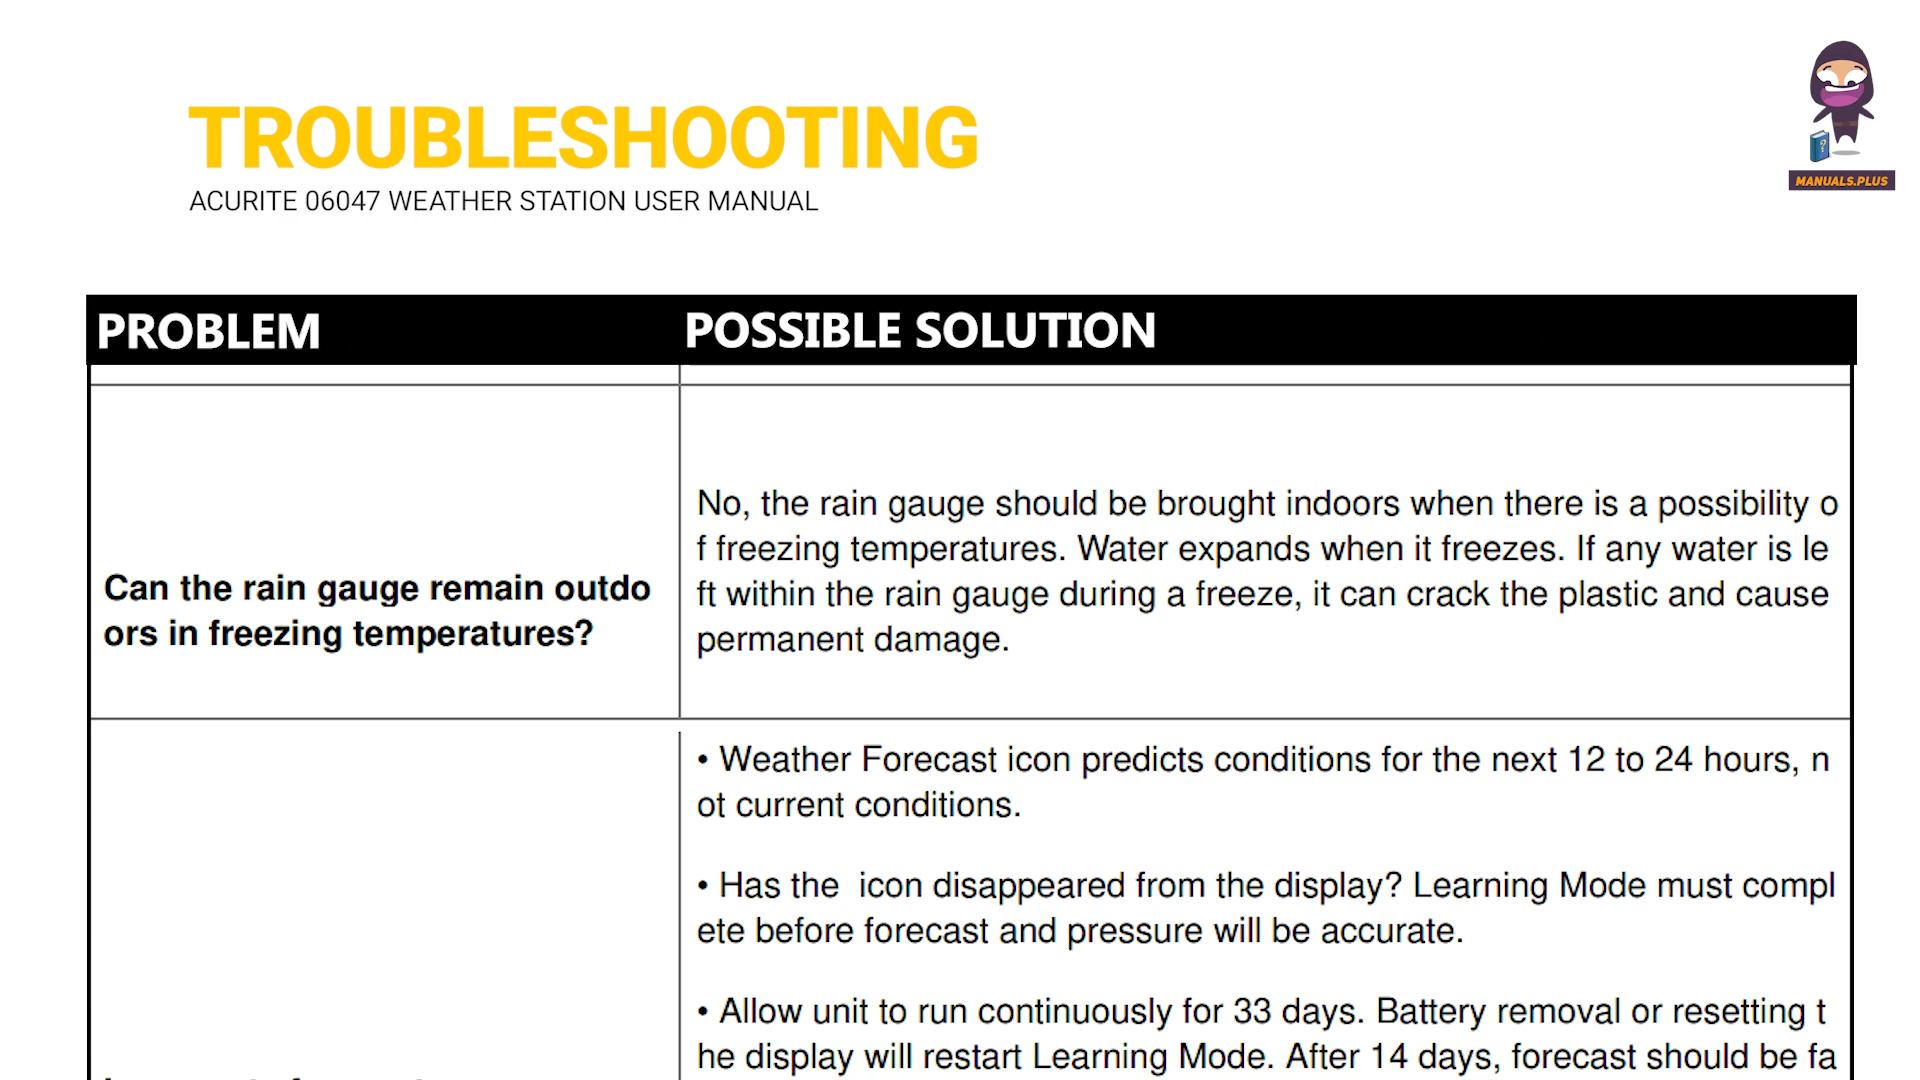 TROUBLESHOOTING
ACURITE 06047 WEATHER STATION USER MANUAL
MANUALS.PLUS
PROBLEM
POSSIBLE SOLUTION
Can the rain gauge remain outdo
ors in freezing temperatures?
No, the rain gauge should be brought indoors when there is a possibility o
f freezing temperatures. Water expands when it freezes. If any water is le
ft within the rain gauge during a freeze, it can crack the plastic and cause
permanent damage.
• Weather Forecast icon predicts conditions for the next 12 to 24 hours, n
ot current conditions.
• Has the  icon disappeared from the display? Learning Mode must compl
ete before forecast and pressure will be accurate.
• Allow unit to run continuously for 33 days. Battery removal or resetting t
he display will restart Learning Mode. After 14 days, forecast should be fa